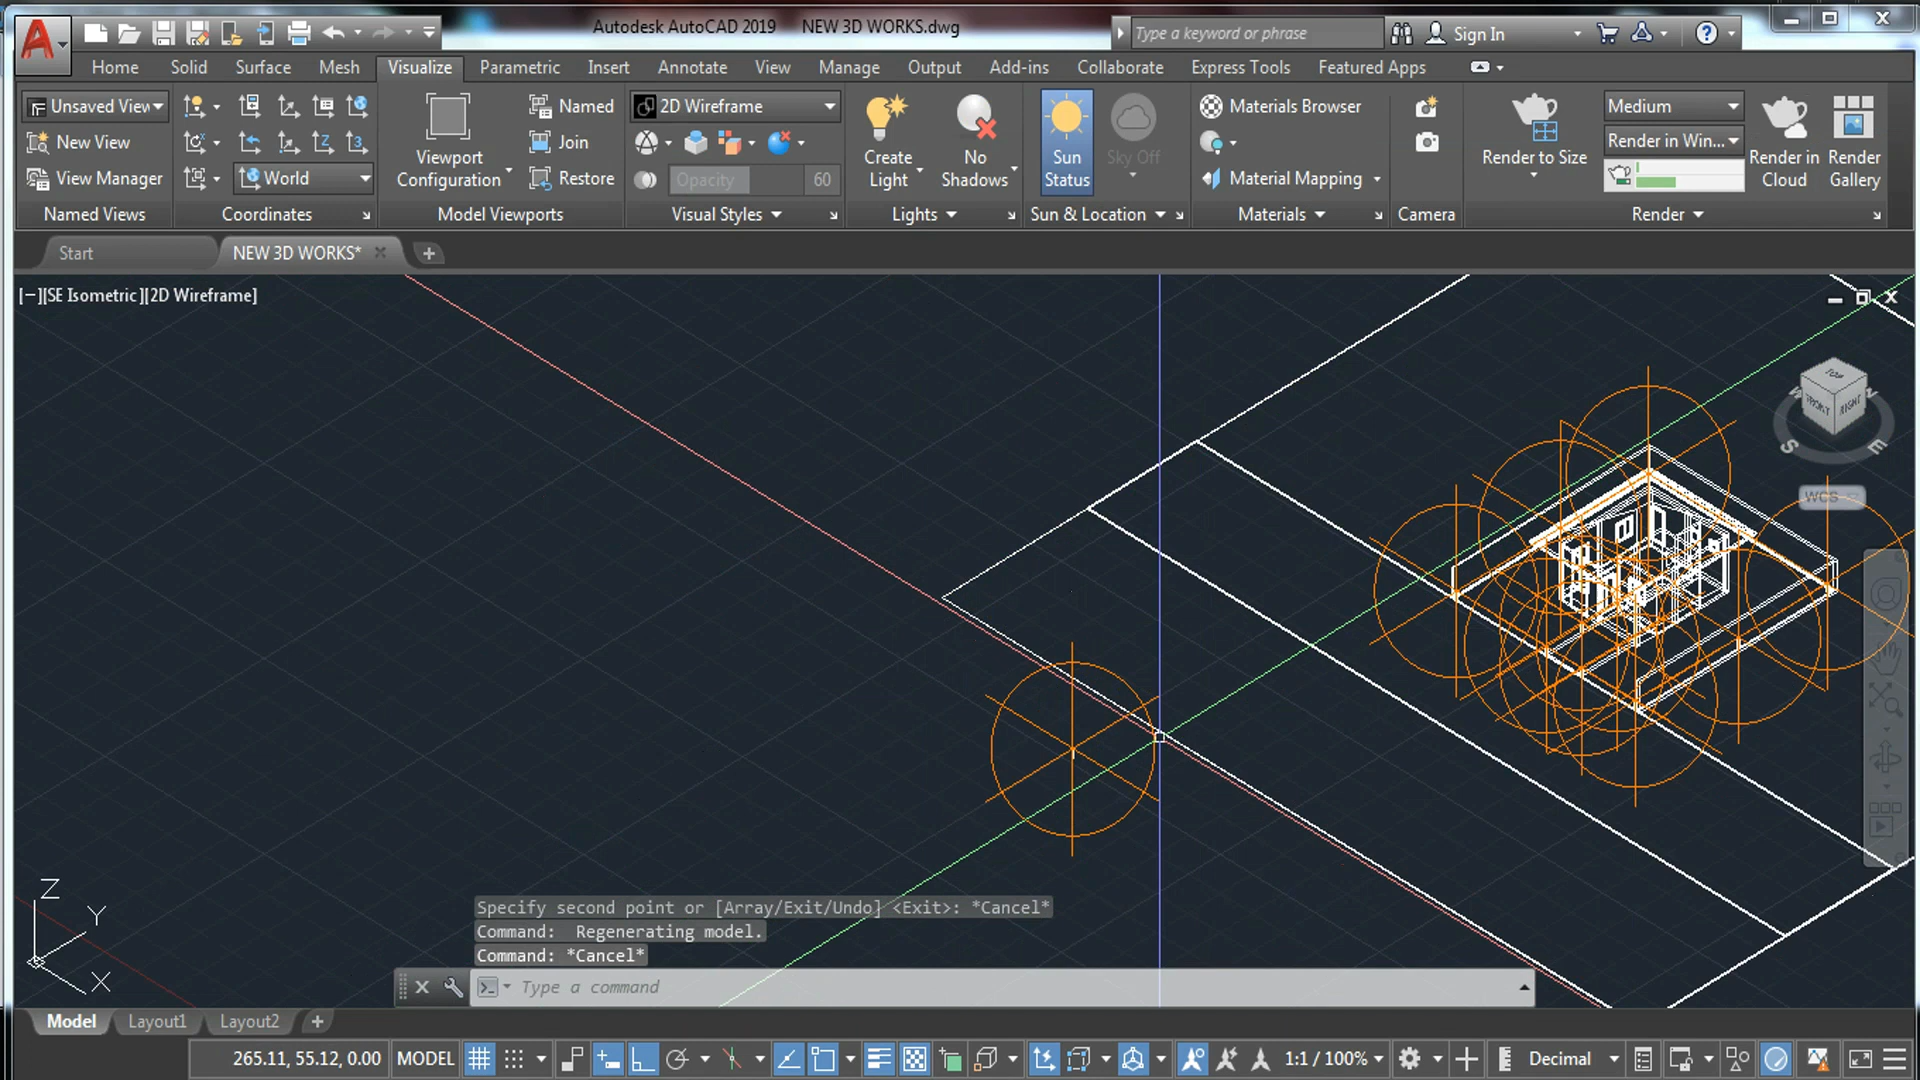 Autodesk AutoCAD 2019 NEW 3D WORKS.dwg
Type a keyword or phrase
Sign In
Home Solid Surface Mesh Visualize Parametric Insert Annotate View Manage Output Add-ins Collaborate Express Tools Featured Apps
Unsaved View
New View
View Manager
Named Views
World
Coordinates
Viewport
Configuration
Named
Join
Restore
Model Viewports
2D Wireframe
Opacity 60
Visual Styles
Create
Light
No
Shadows
Lights
Sun
Status
Sky Off
Sun & Location
Materials Browser
Material Mapping
Materials
Camera
Render to Size
Medium
Render in Win...
Render in
Cloud
Render
Gallery
Render
Start
NEW 3D WORKS*
[−][SE Isometric][2D Wireframe]
TOP
FRONT
RIGHT
S
E
WCS
Z
Y
X
Specify second point or [Array/Exit/Undo] <Exit>: *Cancel*
Command:  Regenerating model.
Command: *Cancel*
Type a command
Model Layout1 Layout2
265.11, 55.12, 0.00 MODEL 1:1 / 100% Decimal